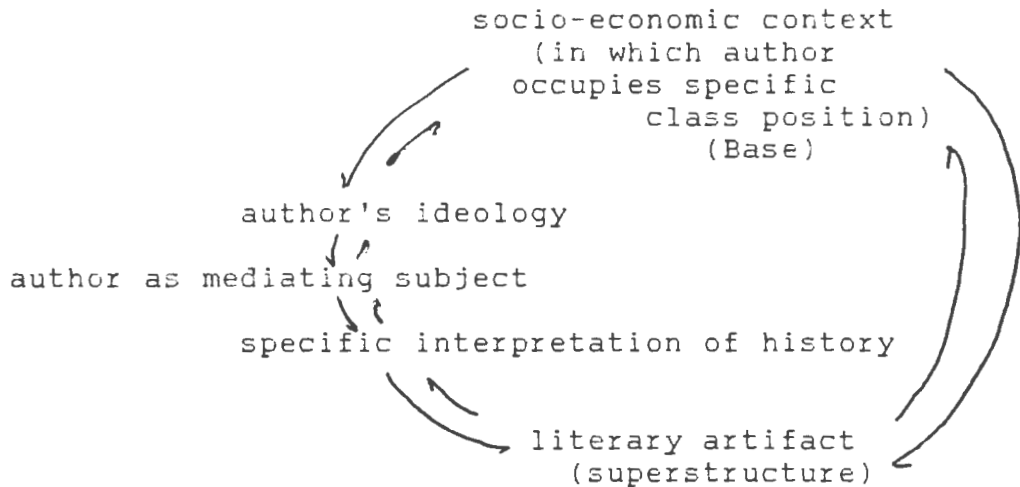 socio-economic context
(in which author
occupies specific
class position)
(Base)
author's ideology
author as mediating subject
specific interpretation of history
literary artifact
(superstructure)